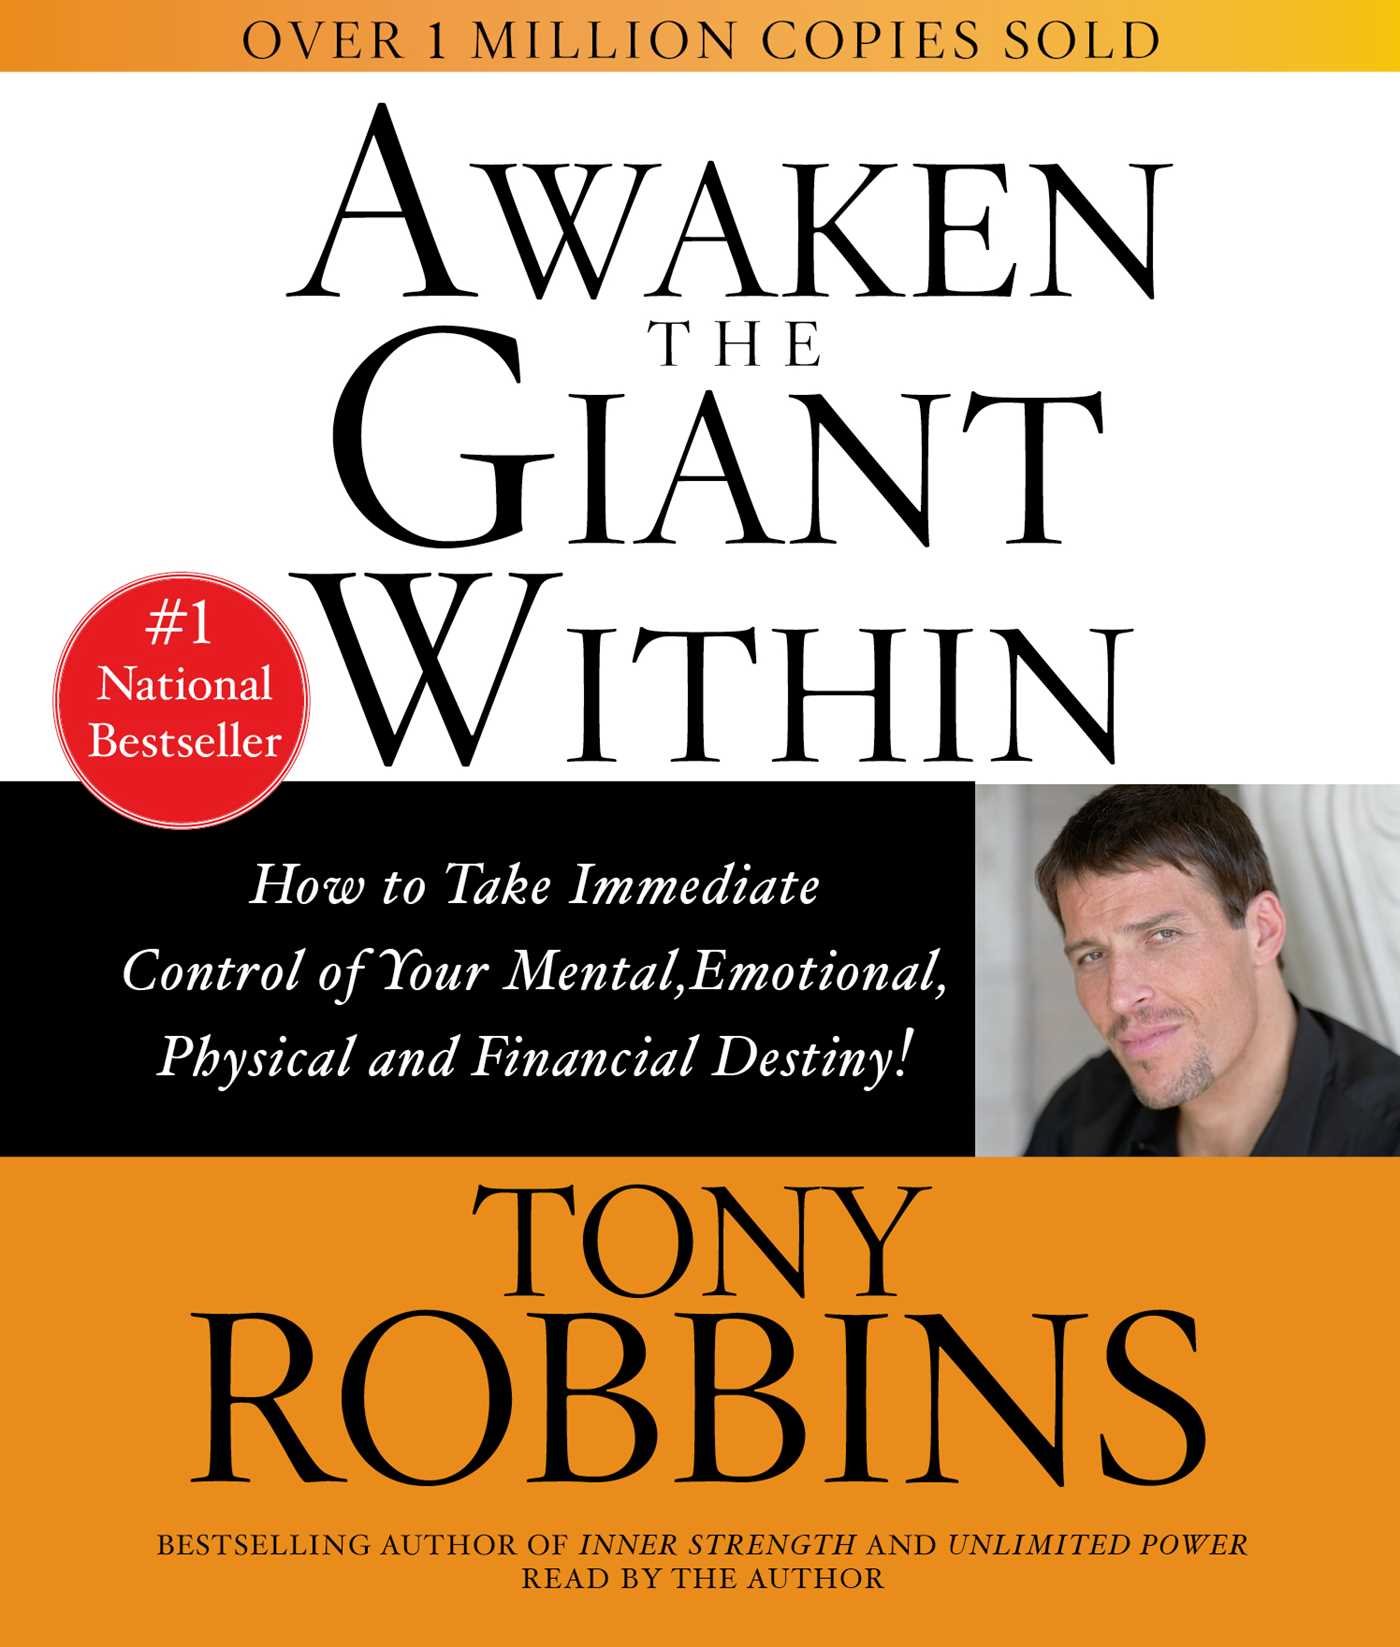 OVER 1 MILLION COPIES SOLD
AWAKEN
THE
GIANT
WITHIN
#1
National
Bestseller
How to Take Immediate
Control of Your Mental,Emotional,
Physical and Financial Destiny!
TONY
ROBBINS
BESTSELLING AUTHOR OF INNER STRENGTH AND UNLIMITED POWER
READ BY THE AUTHOR